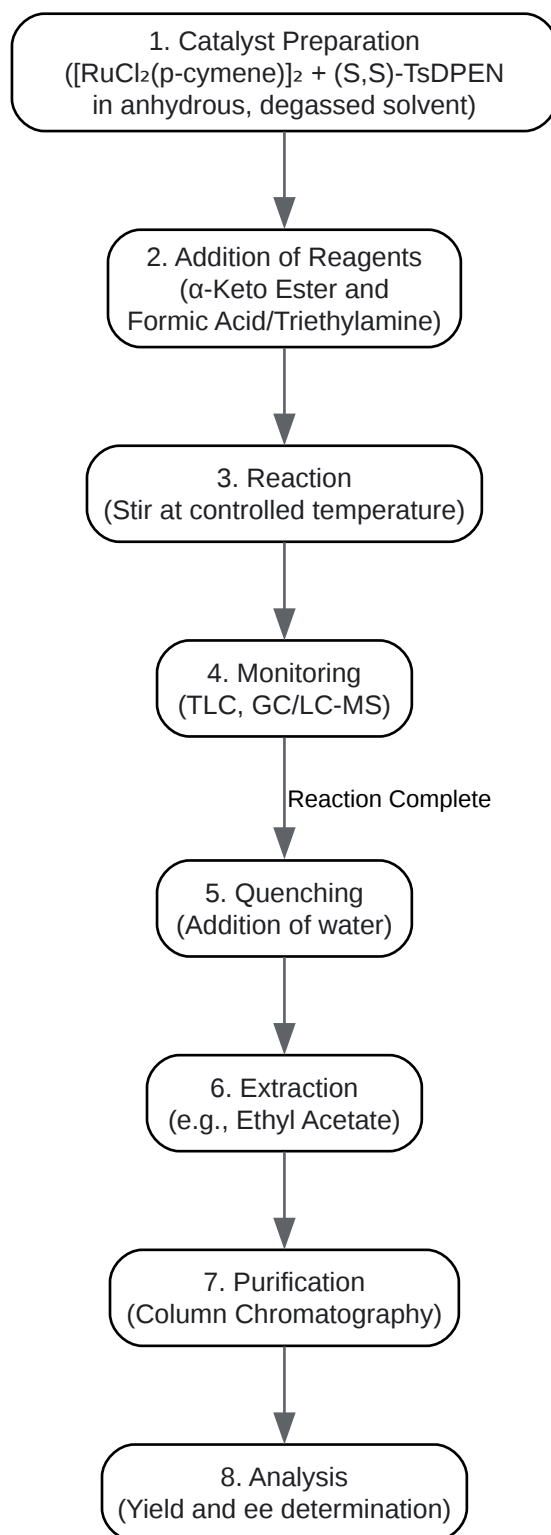 1. Catalyst Preparation
([RuCl₂(p-cymene)]₂ + (S,S)-TsDPEN
in anhydrous, degassed solvent)
2. Addition of Reagents
(α-Keto Ester and
Formic Acid/Triethylamine)
3. Reaction
(Stir at controlled temperature)
4. Monitoring
(TLC, GC/LC-MS)
Reaction Complete
5. Quenching
(Addition of water)
6. Extraction
(e.g., Ethyl Acetate)
7. Purification
(Column Chromatography)
8. Analysis
(Yield and ee determination)